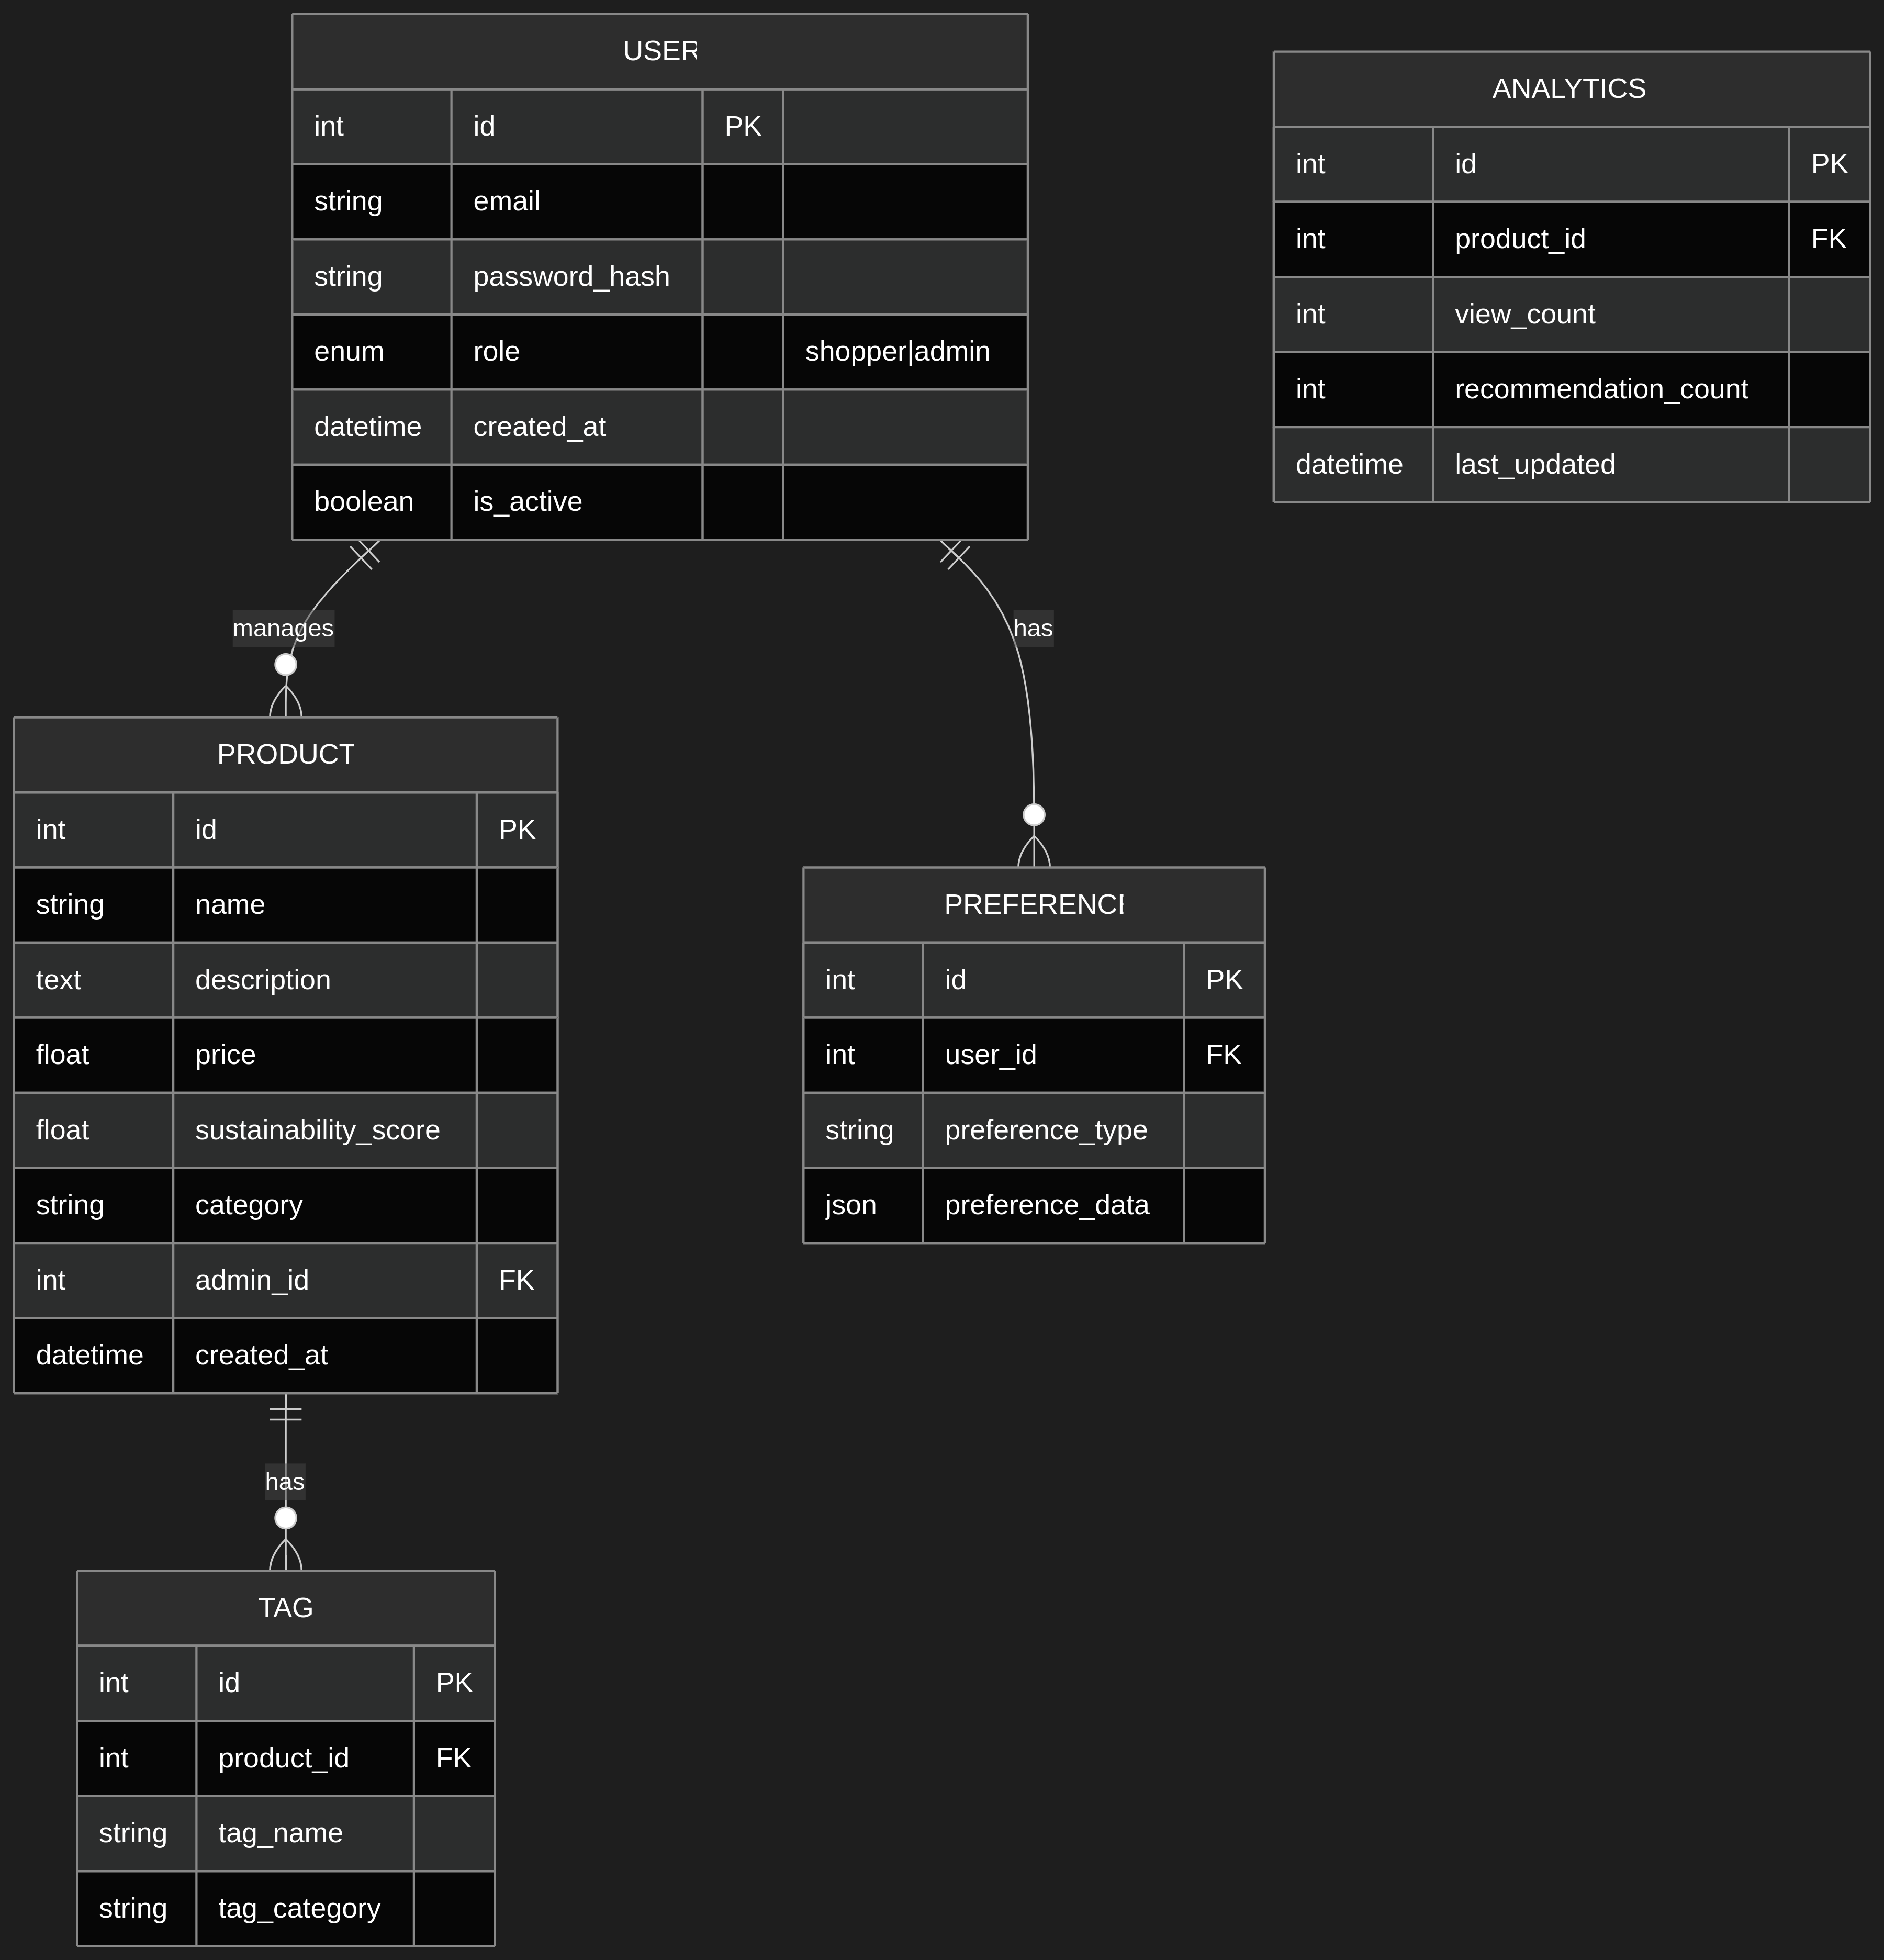 USER
int id PK
string email
string password_hash
enum role shopper|admin
datetime created_at
boolean is_active
ANALYTICS
int id PK
int product_id FK
int view_count
int recommendation_count
datetime last_updated
manages
has
PRODUCT
int id PK
string name
text description
float price
float sustainability_score
string category
int admin_id FK
datetime created_at
PREFERENCE
int id PK
int user_id FK
string preference_type
json preference_data
has
TAG
int id PK
int product_id FK
string tag_name
string tag_category